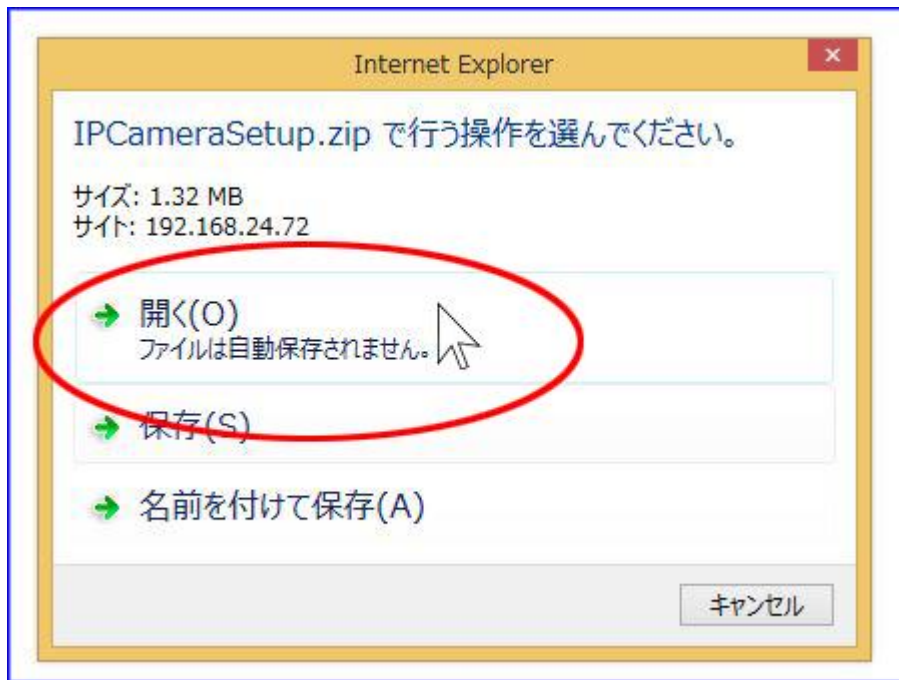 Internet Explorer
IPCameraSetup.zip で行う操作を選んでください。
サイズ: 1.32 MB
サイト: 192.168.24.72
開く(O)
ファイルは自動保存されません。
保存(S)
名前を付けて保存(A)
キャンセル